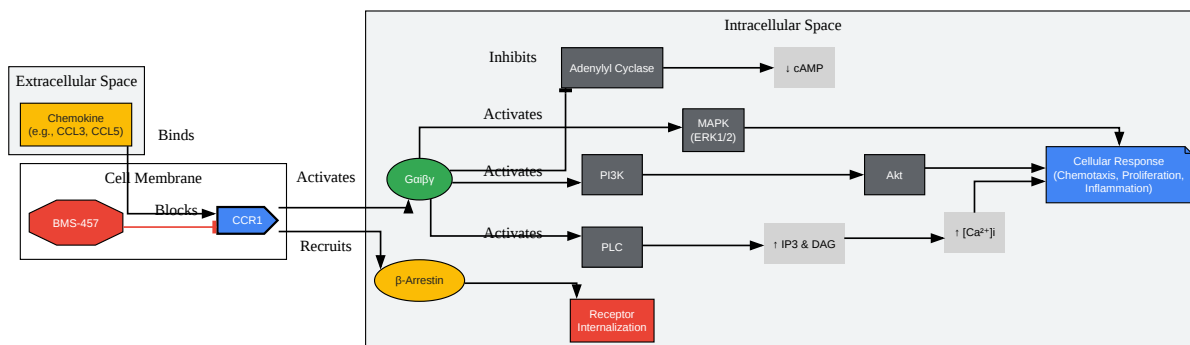 Intracellular Space
Extracellular Space
Chemokine
(e.g., CCL3, CCL5)
Binds
Cell Membrane
BMS-457
Blocks
CCR1
Activates
Recruits
Gαiβγ
β-Arrestin
Inhibits
Adenylyl Cyclase
↓ cAMP
Activates
MAPK
(ERK1/2)
Activates
PI3K
Akt
Cellular Response
(Chemotaxis, Proliferation,
Inflammation)
Activates
PLC
↑ IP3 & DAG
↑ [Ca²⁺]i
Receptor
Internalization